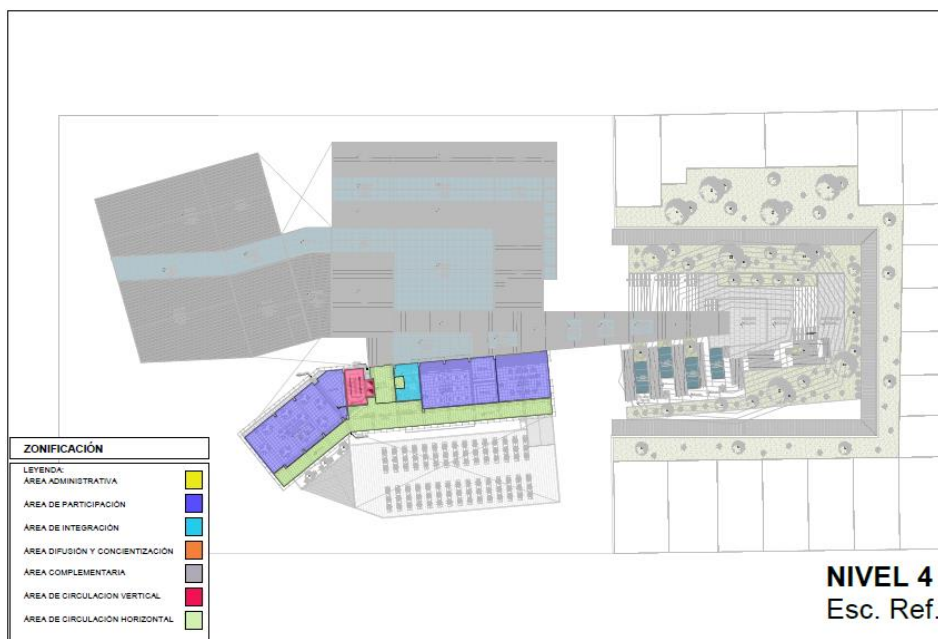 ZONIFICACIÓN
LEYENDA:
ÁREA ADMINISTRATIVA
ÁREA DE PARTICIPACIÓN
ÁREA DE INTEGRACIÓN
ÁREA DIFUSIÓN Y CONCIENTIZACIÓN
ÁREA COMPLEMENTARIA
ÁREA DE CIRCULACION VERTICAL
ÁREA DE CIRCULACIÓN HORIZONTAL
NIVEL 4
Esc. Ref.